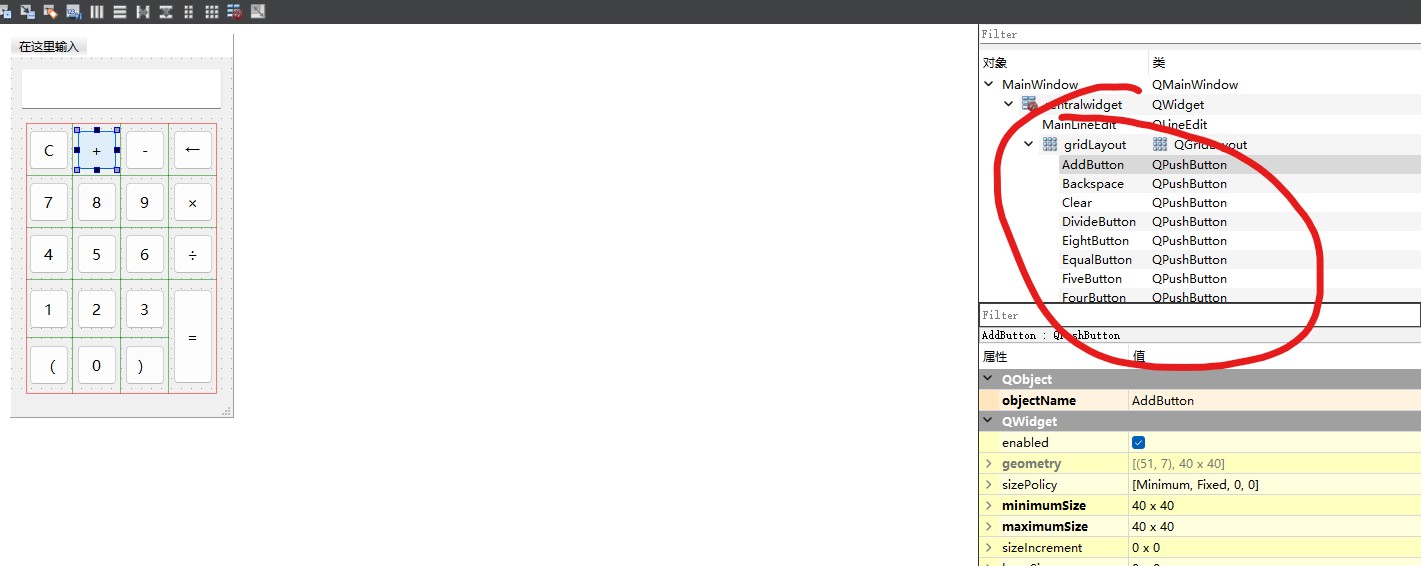 在这里输入
C + - ←
7 8 9 ×
4 5 6 ÷
1 2 3
=
( 0 )
Filter
对象 类
MainWindow QMainWindow
centralwidget QWidget
MainLineEdit QLineEdit
gridLayout QGridLayout
AddButton QPushButton
Backspace QPushButton
Clear QPushButton
DivideButton QPushButton
EightButton QPushButton
EqualButton QPushButton
FiveButton QPushButton
FourButton QPushButton
Filter
AddButton : QPushButton
属性 值
QObject
objectName AddButton
QWidget
enabled
geometry [(51, 7), 40 x 40]
sizePolicy [Minimum, Fixed, 0, 0]
minimumSize 40 x 40
maximumSize 40 x 40
sizeIncrement 0 x 0